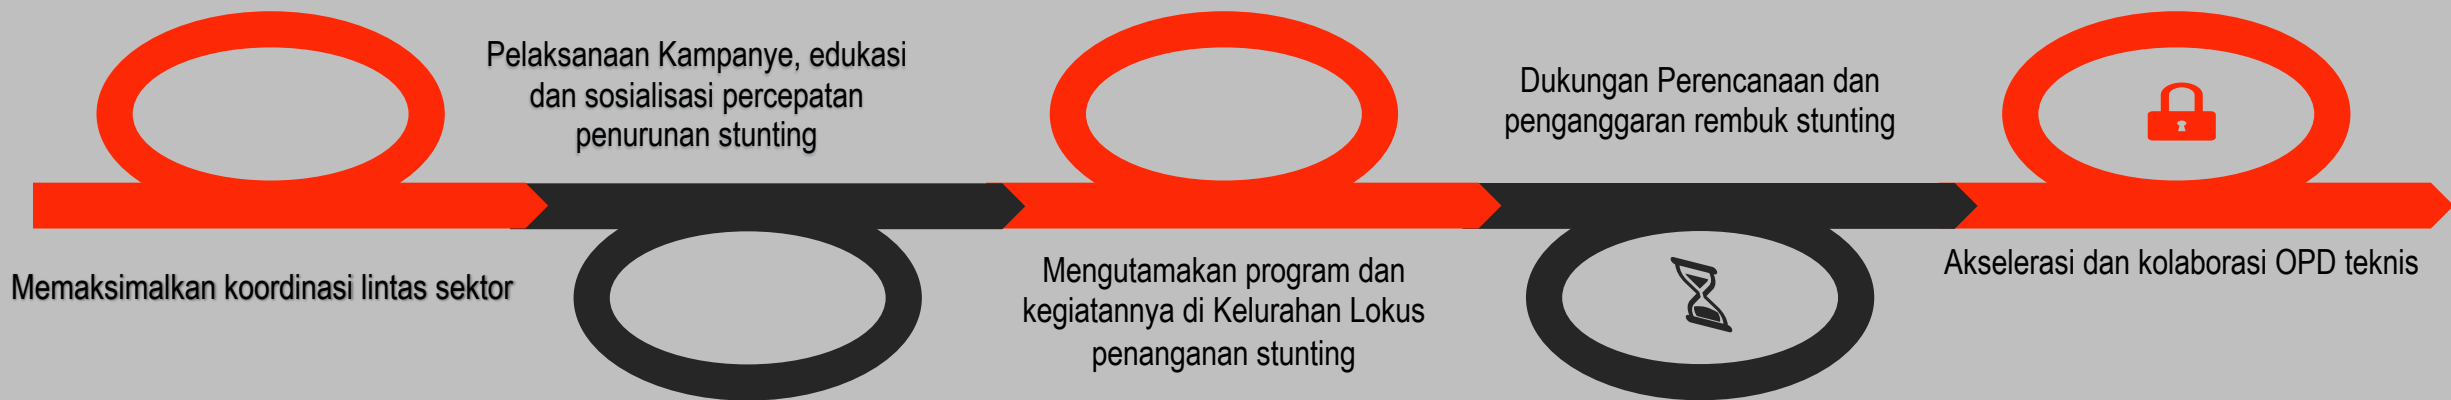 Memaksimalkan koordinasi lintas sektor
Pelaksanaan Kampanye, edukasi
dan sosialisasi percepatan
penurunan stunting
Mengutamakan program dan
kegiatannya di Kelurahan Lokus
penanganan stunting
Dukungan Perencanaan dan
penganggaran rembuk stunting
Akselerasi dan kolaborasi OPD teknis